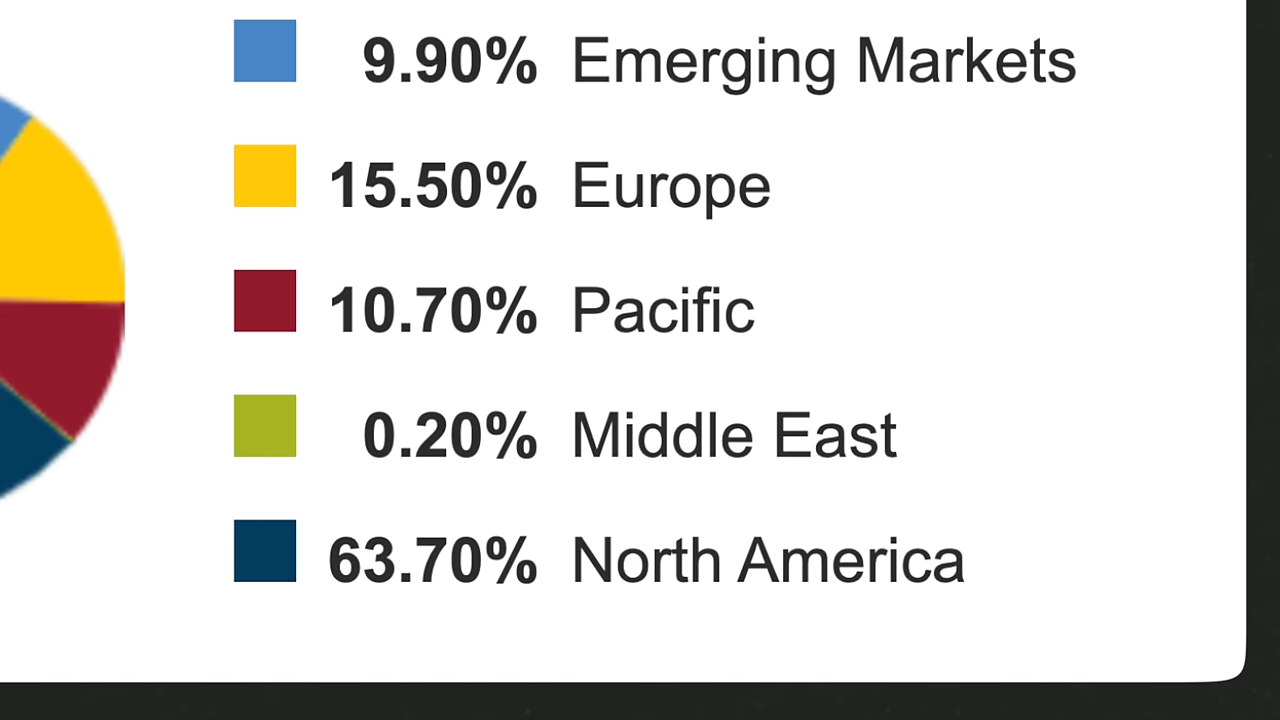 9.90% Emerging Markets
15.50% Europe
10.70% Pacific
0.20% Middle East
63.70% North America